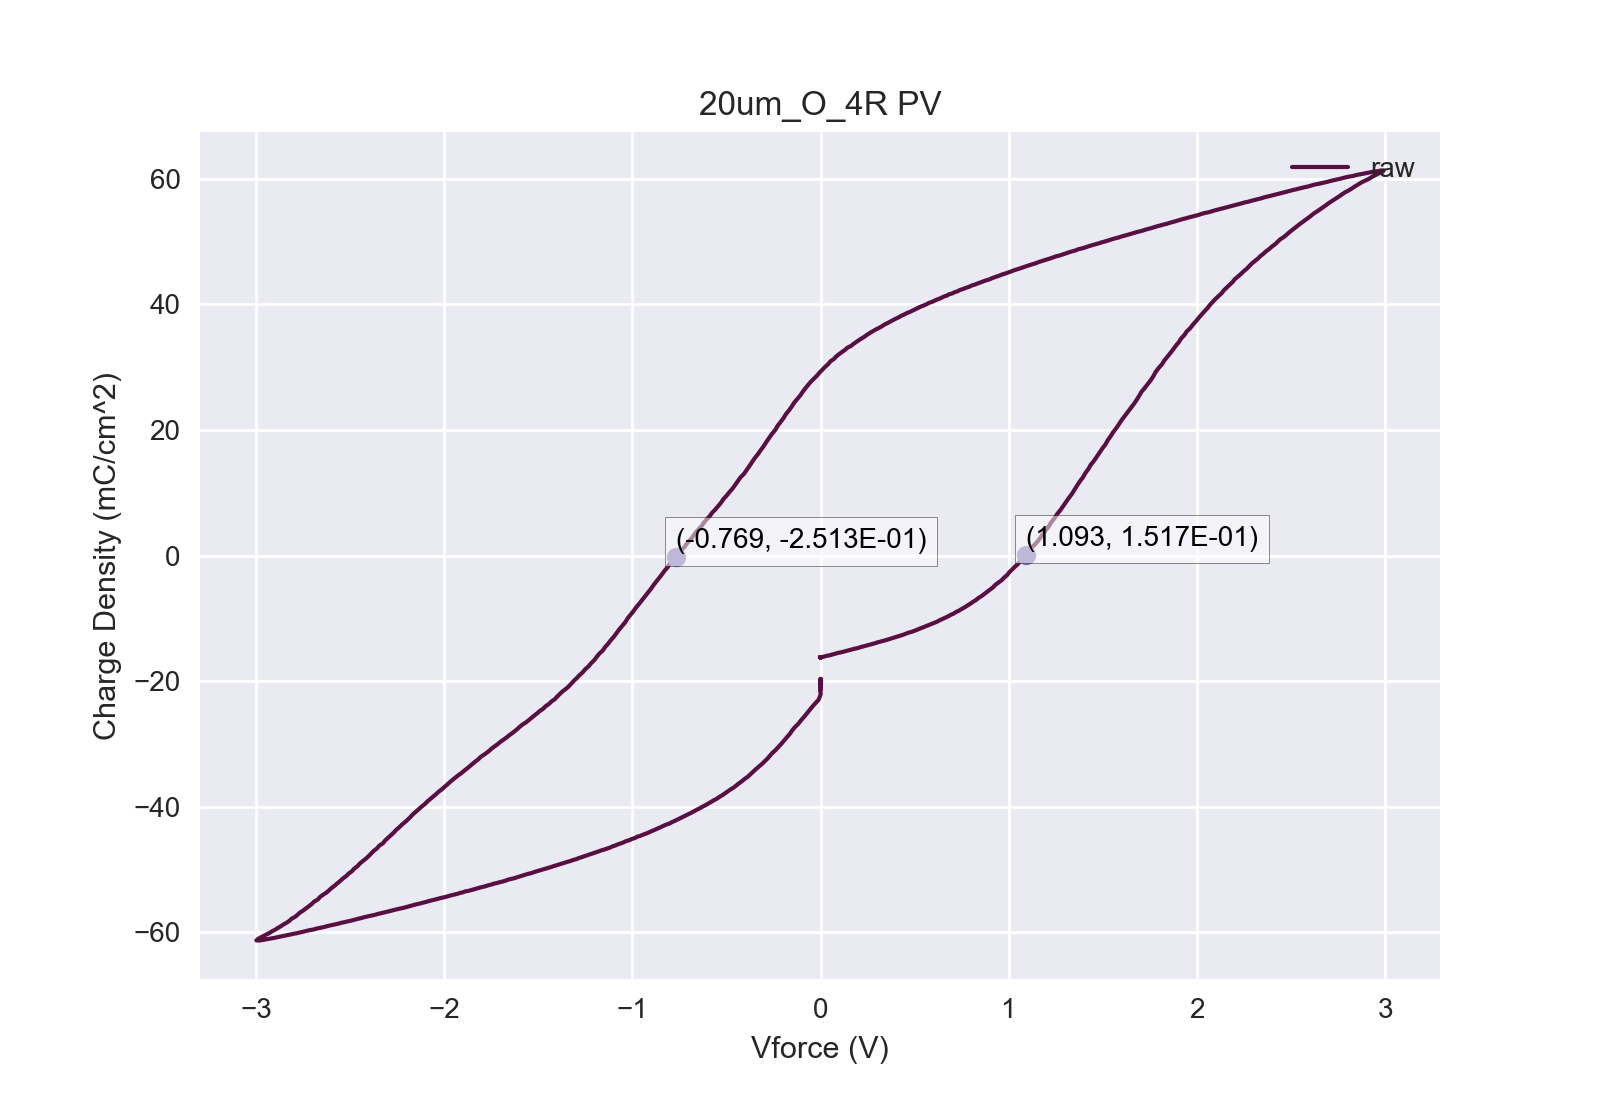 20um_O_4R PV
raw
60
40
20
0
−20
−40
−60
Charge Density (mC/cm^2)
(-0.769, -2.513E-01)
(1.093, 1.517E-01)
−3
−2
−1
0
1
2
3
Vforce (V)